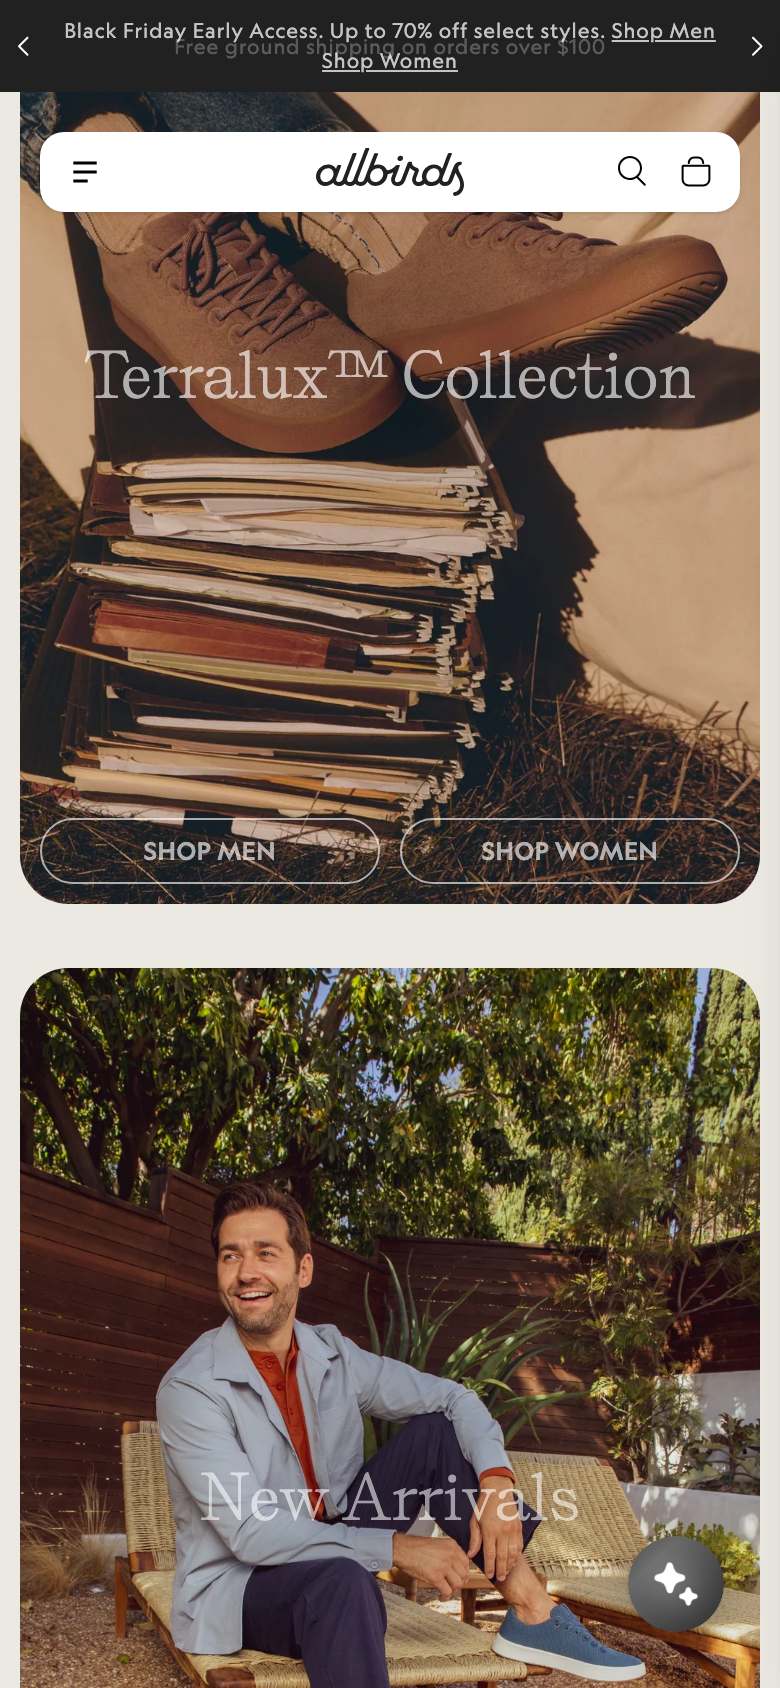 Black Friday Early Access. Up to 70% off select styles. Shop Men
Shop Women
Free ground shipping on orders over $100
allbirds
Terralux™ Collection
SHOP MEN
SHOP WOMEN
New Arrivals